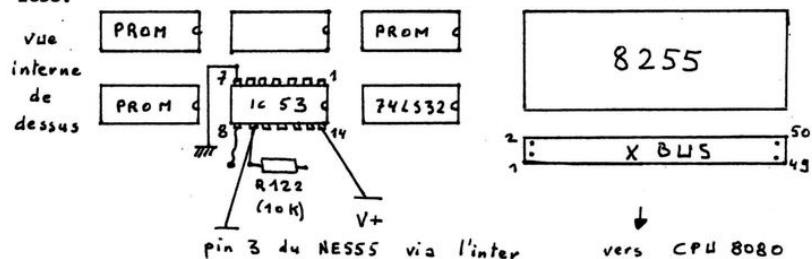 vue
interne
de
dessus
PROM
PROM
8255
7
1
PROM
IC 53
74LS32
8
14
2
50
X BUS
1
49
R122
(10K)
V+
pin 3 du NE555 via l'inter
vers CPU 8080